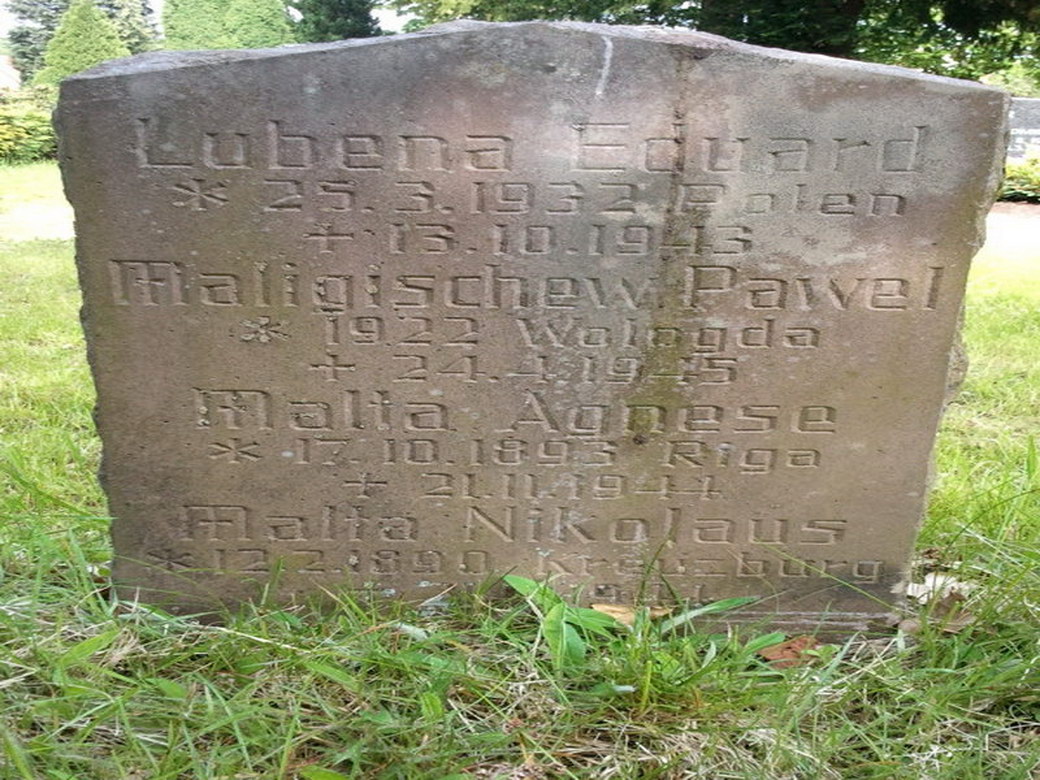 Lubena Eduard
* 25.3.1932 Polen
+ 13.10.1943
Maligischew Pawel
* 1922 Wologda
+ 24.4.1945
Malta Agnese
* 17.10.1893 Riga
+ 21.11.1944
Malta Nikolaus
* 12.2.1890 Kreuzburg